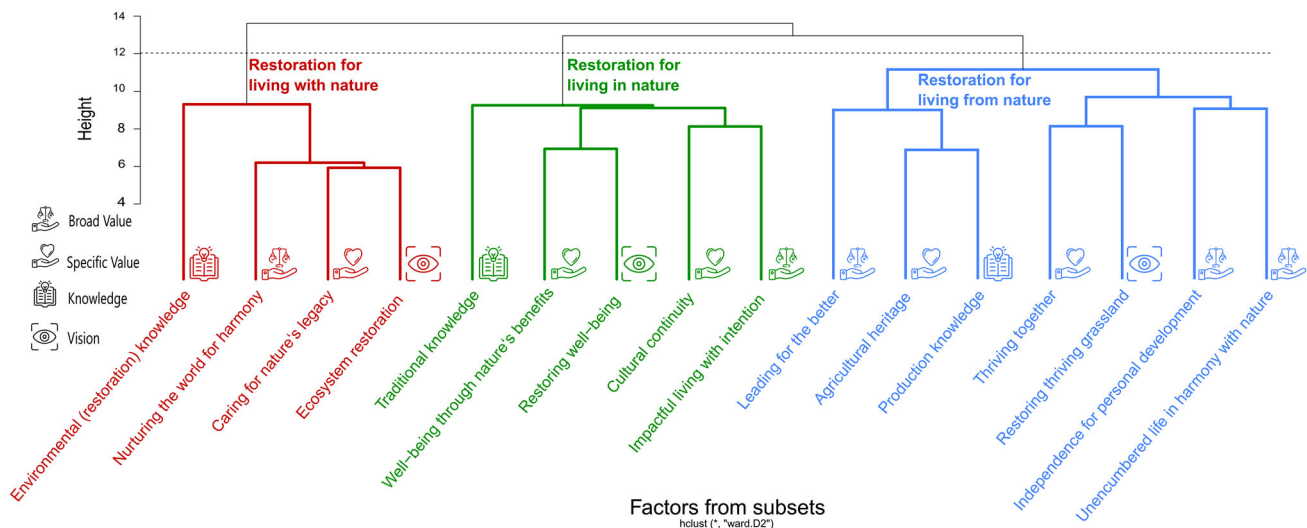 14
12
10
8
6
4
Height
Restoration for
living with nature
Restoration for
living in nature
Restoration for
living from nature
Broad Value
Specific Value
Knowledge
Vision
Environmental (restoration) knowledge
Nurturing the world for harmony
Caring for nature's legacy
Ecosystem restoration
Traditional knowledge
Well−being through nature's benefits
Restoring well−being
Cultural continuity
Impactful living with intention
Leading for the better
Agricultural heritage
Production knowledge
Thriving together
Restoring thriving grassland
Independence for personal development
Unencumbered life in harmony with nature
Factors from subsets
hclust (*, "ward.D2")